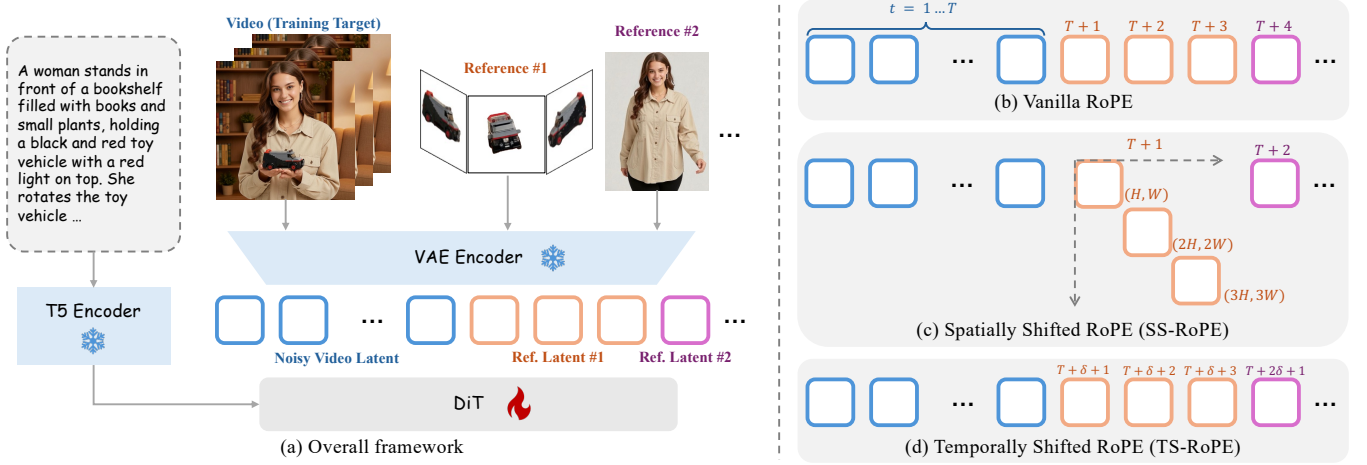 A woman stands in
front of a bookshelf
filled with books and
small plants, holding
a black and red toy
vehicle with a red
light on top. She
rotates the toy
vehicle …
T5 Encoder
Video (Training Target)
Reference #1
Reference #2
...
VAE Encoder
...
...
Noisy Video Latent
Ref. Latent #1
Ref. Latent #2
DiT
(a) Overall framework
t = 1 … T
T + 1
T + 2
T + 3
T + 4
...
...
(b) Vanilla RoPE
T + 1
T + 2
...
...
(H, W)
(2H, 2W)
(3H, 3W)
(c) Spatially Shifted RoPE (SS-RoPE)
T + δ + 1
T + δ + 2
T + δ + 3
T + 2δ + 1
...
...
(d) Temporally Shifted RoPE (TS-RoPE)